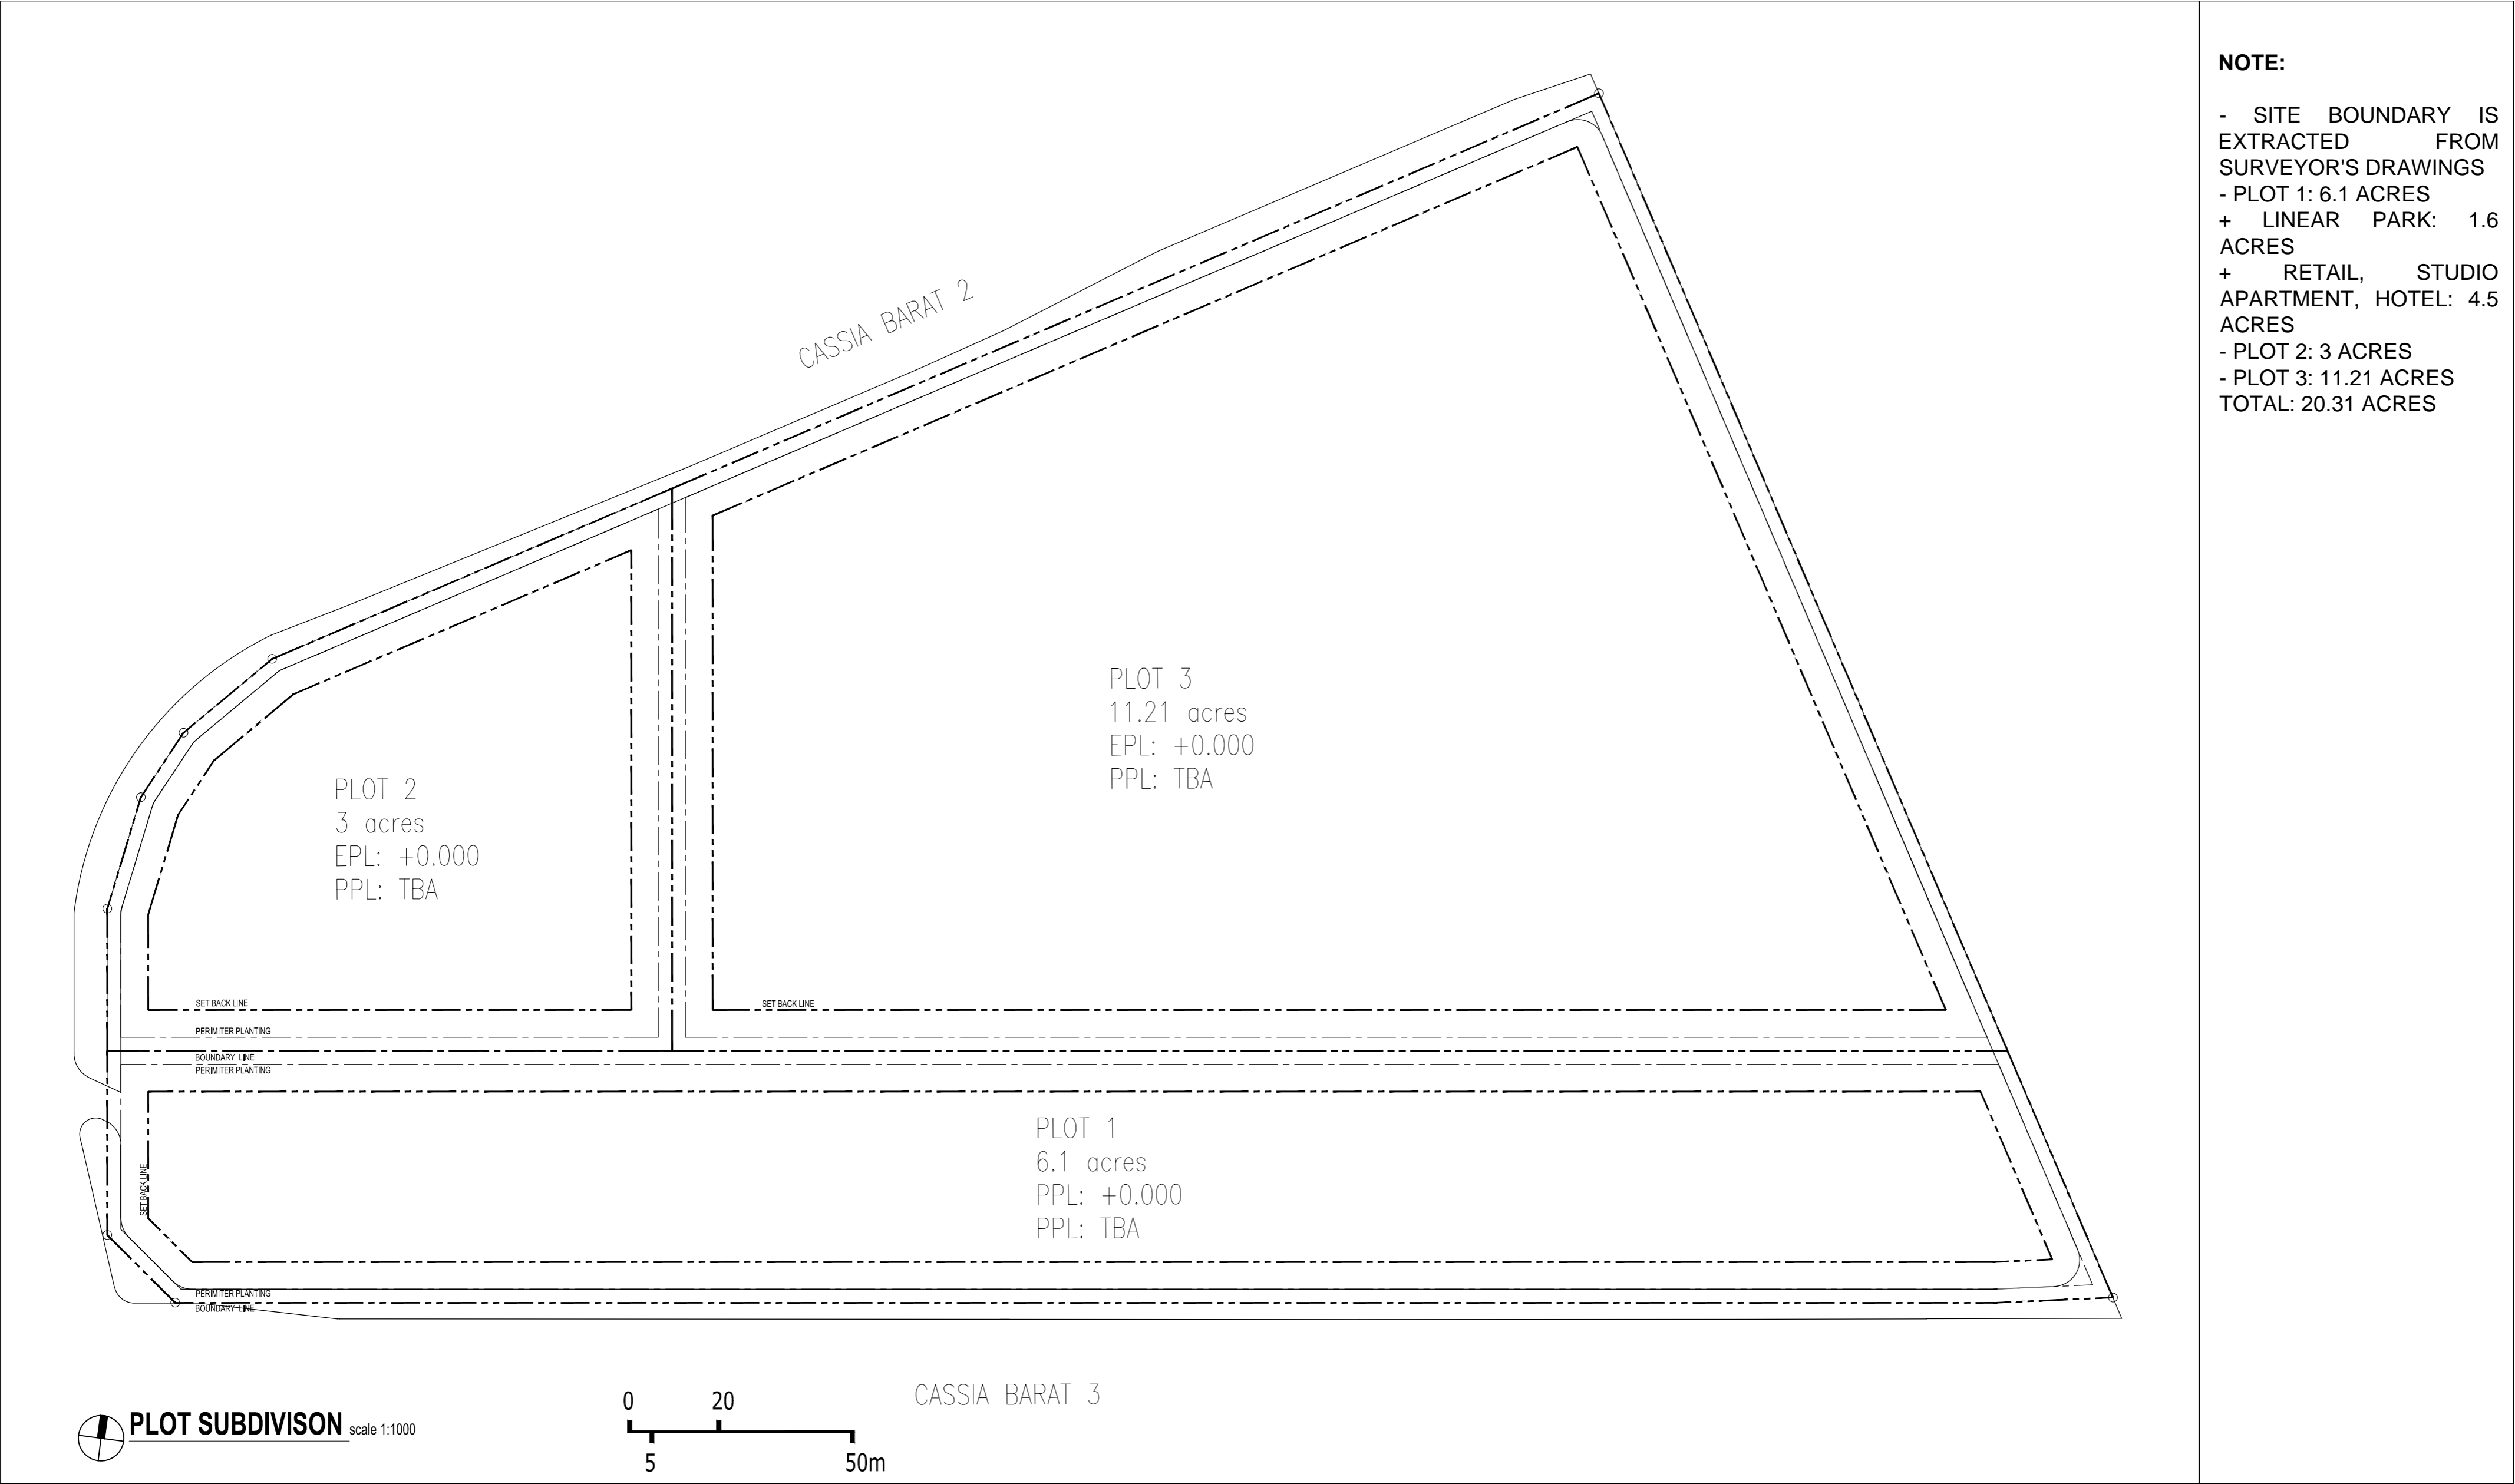 CASSIA BARAT 2
PLOT 3
11.21 acres
EPL: +0.000
PPL: TBA
PLOT 2
3 acres
EPL: +0.000
PPL: TBA
SET BACK LINE
SET BACK LINE
PERIMITER PLANTING
BOUNDARY LINE
PERIMITER PLANTING
PLOT 1
6.1 acres
PPL: +0.000
PPL: TBA
SET BACK LINE
PERIMITER PLANTING
BOUNDARY LINE
CASSIA BARAT 3
PLOT SUBDIVISON scale 1:1000
0 20
5 50m
NOTE:
- SITE BOUNDARY IS
EXTRACTED FROM
SURVEYOR'S DRAWINGS
- PLOT 1: 6.1 ACRES
+ LINEAR PARK: 1.6
ACRES
+ RETAIL, STUDIO
APARTMENT, HOTEL: 4.5
ACRES
- PLOT 2: 3 ACRES
- PLOT 3: 11.21 ACRES
TOTAL: 20.31 ACRES